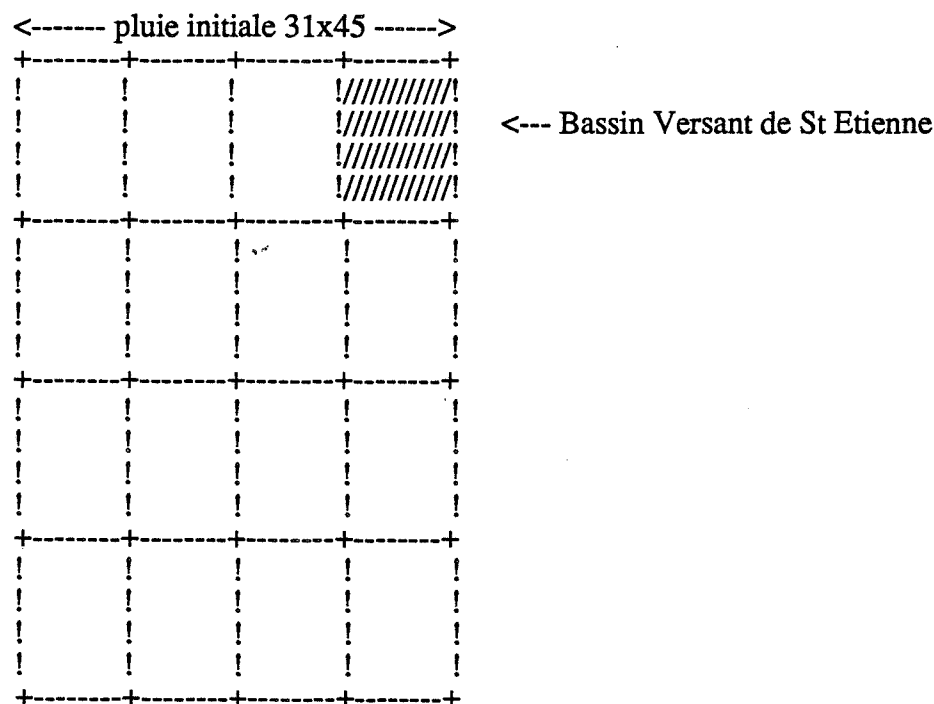 <------- pluie initiale 31x45 ------>
<--- Bassin Versant de St Etienne